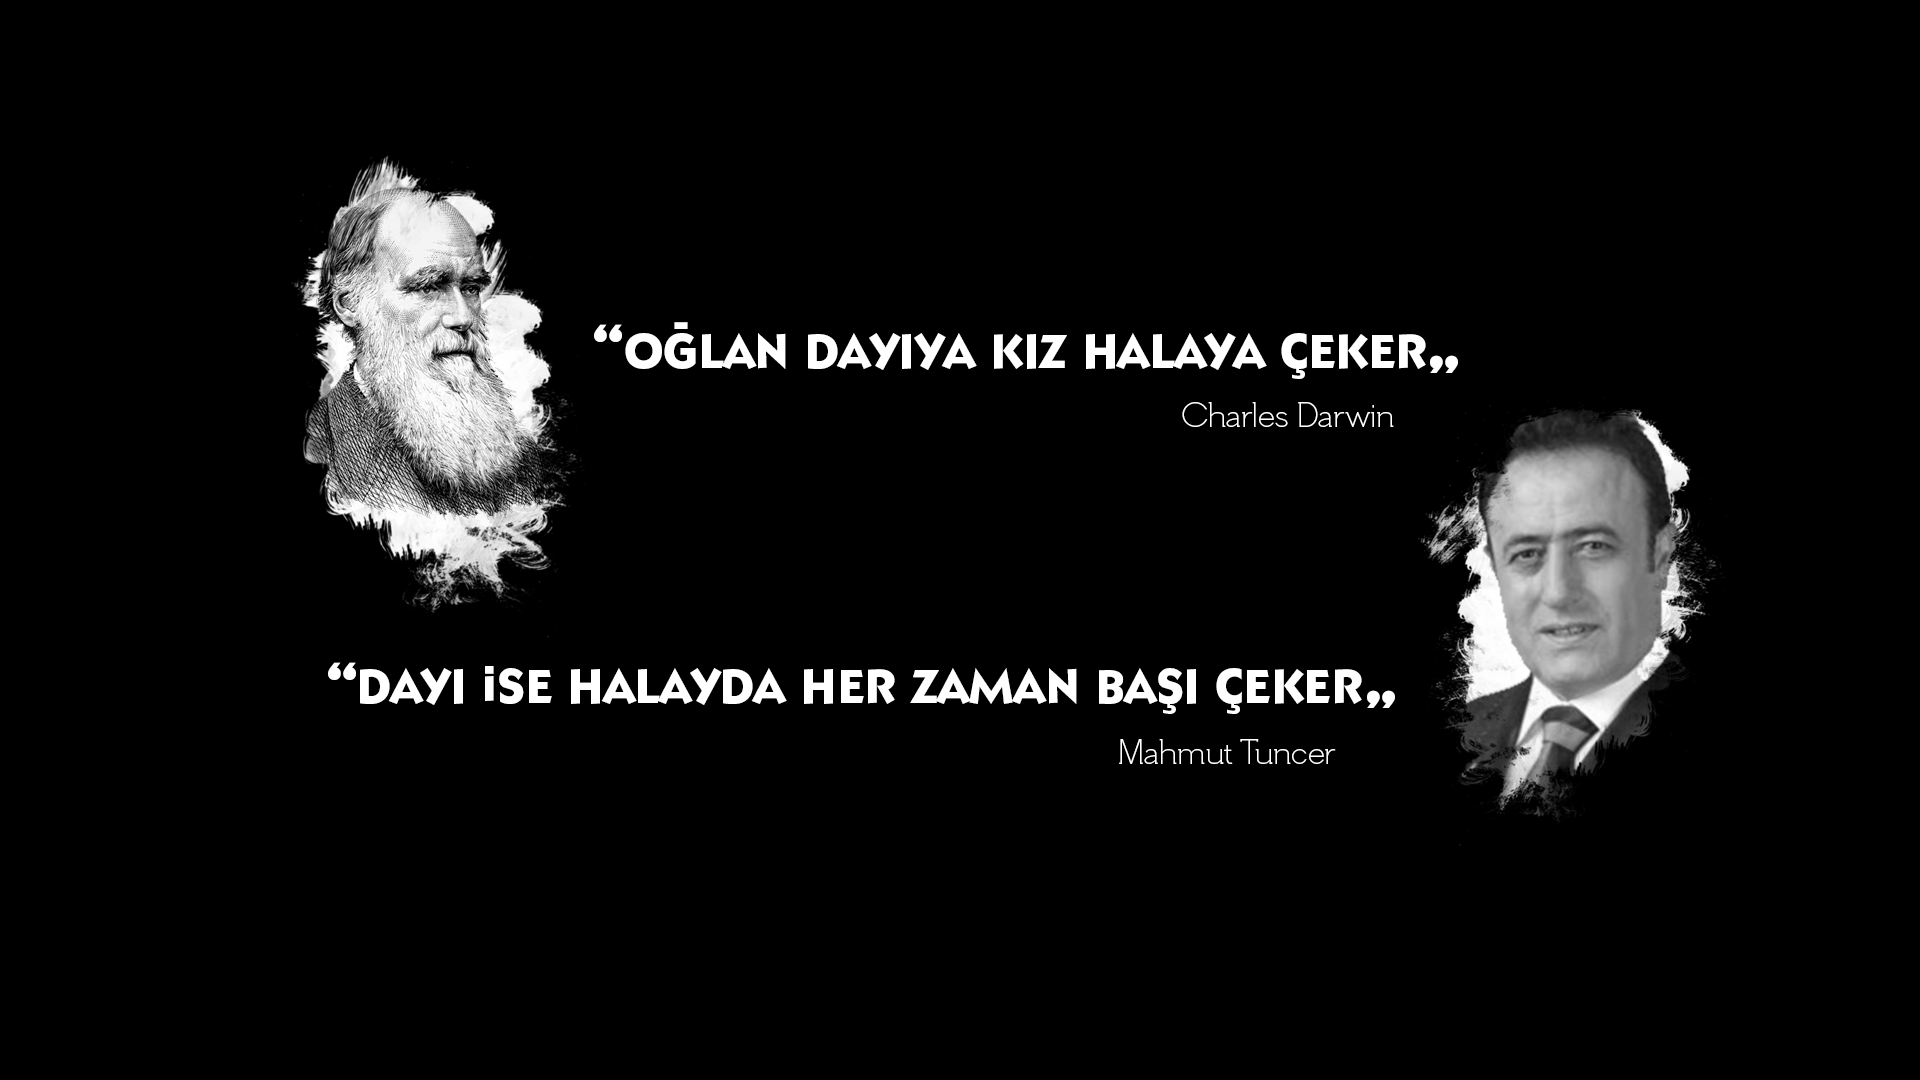 “OĞLAN DAYIYA KIZ HALAYA ÇEKER„
Charles Darwin
“DAYI İSE HALAYDA HER ZAMAN BAŞI ÇEKER„
Mahmut Tuncer